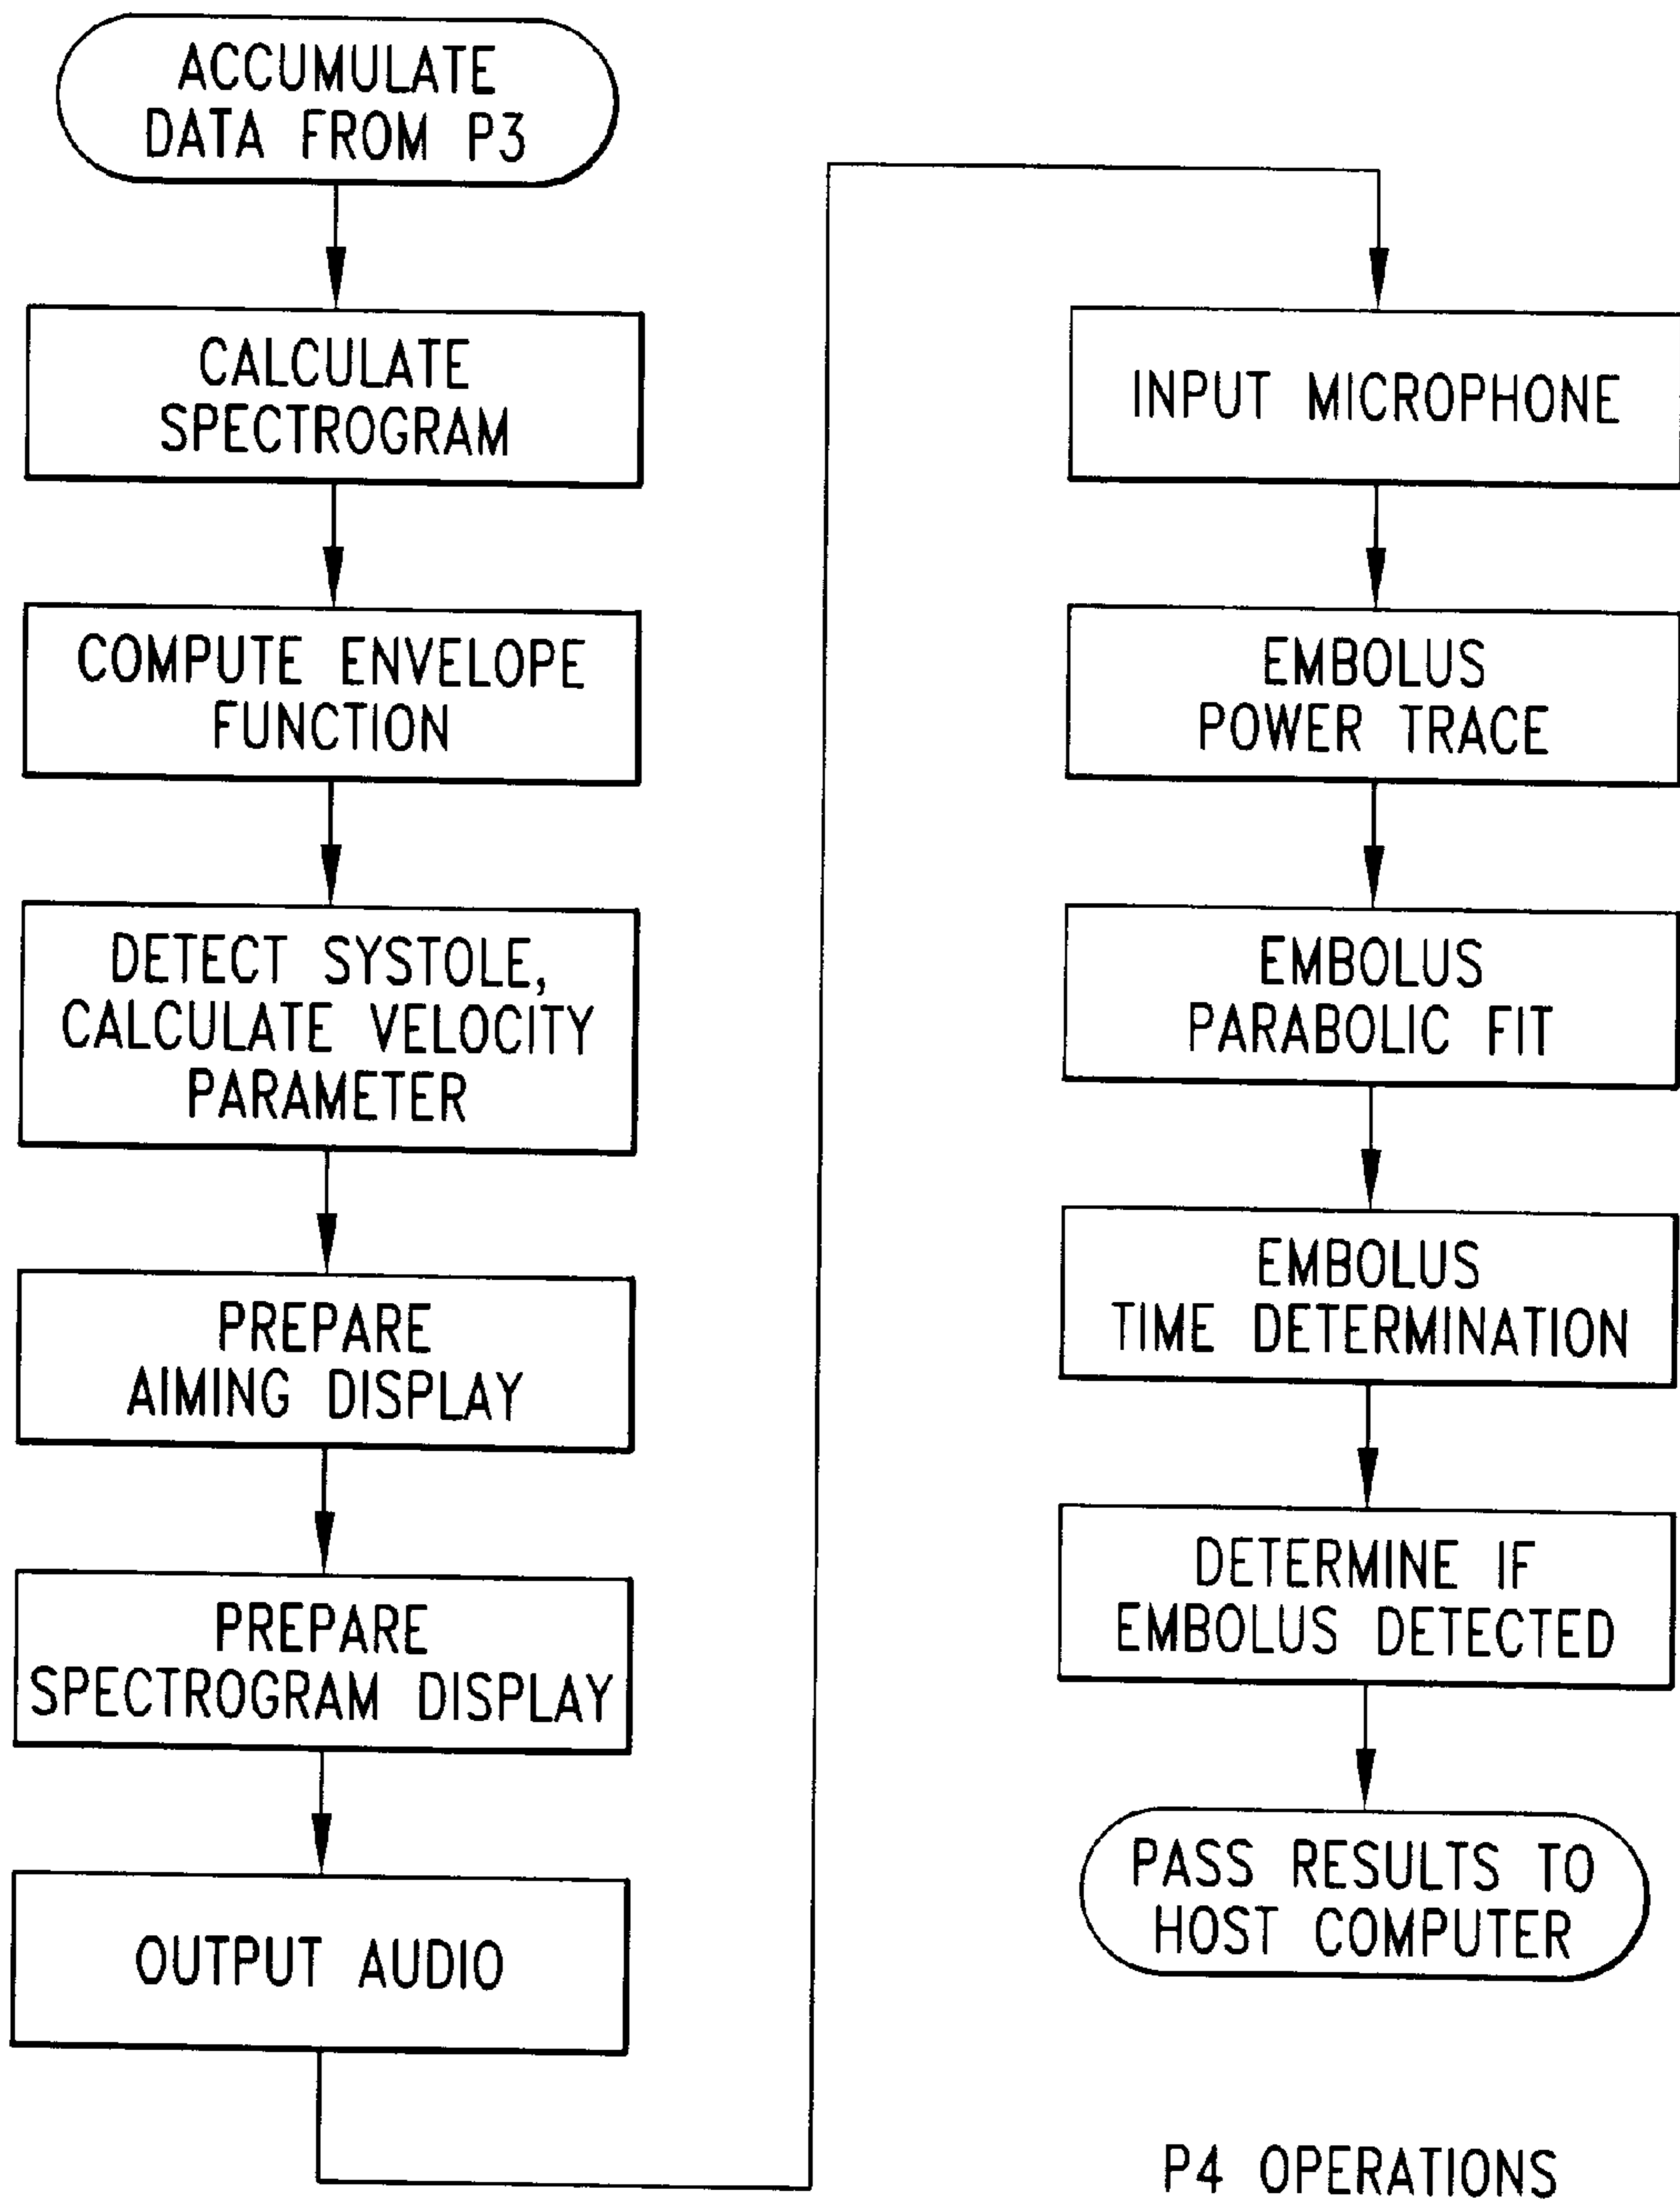 ACCUMULATE
DATA FROM P3
CALCULATE
SPECTROGRAM
COMPUTE ENVELOPE
FUNCTION
DETECT SYSTOLE,
CALCULATE VELOCITY
PARAMETER
PREPARE
AIMING DISPLAY
PREPARE
SPECTROGRAM DISPLAY
OUTPUT AUDIO
INPUT MICROPHONE
EMBOLUS
POWER TRACE
EMBOLUS
PARABOLIC FIT
EMBOLUS
TIME DETERMINATION
DETERMINE IF
EMBOLUS DETECTED
PASS RESULTS TO
HOST COMPUTER
P4 OPERATIONS